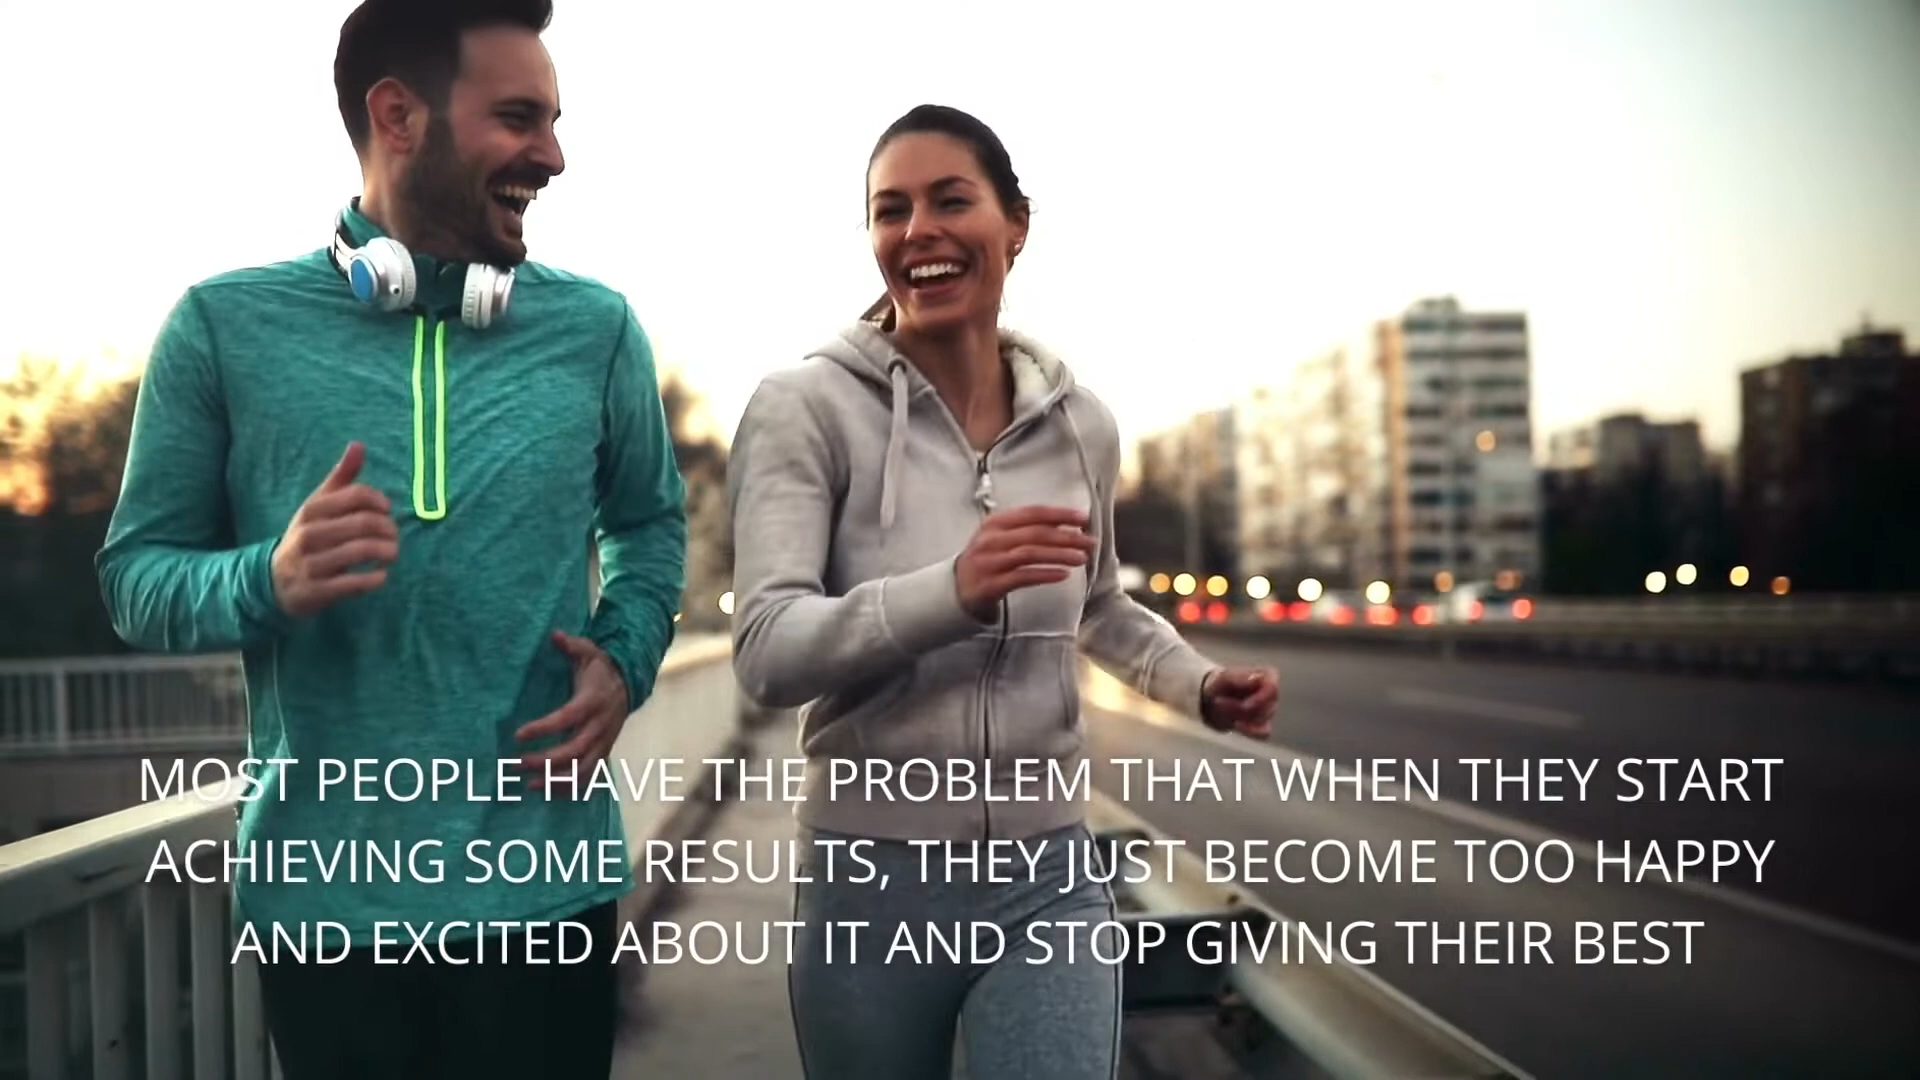 MOST PEOPLE HAVE THE PROBLEM THAT WHEN THEY START
ACHIEVING SOME RESULTS, THEY JUST BECOME TOO HAPPY
AND EXCITED ABOUT IT AND STOP GIVING THEIR BEST